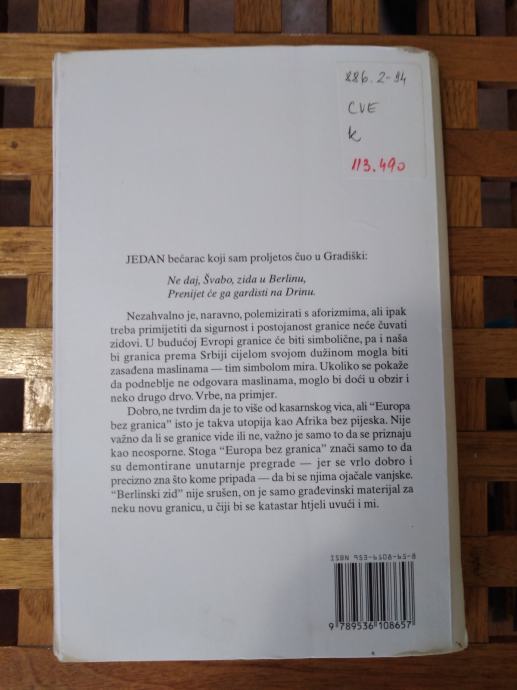 886.2-94
CVE
k
113.490
JEDAN bećarac koji sam proljetos čuo u Gradiški:
Ne daj, Švabo, zida u Berlinu,
Prenijet će ga gardisti na Drinu.
Nezahvalno je, naravno, polemizirati s aforizmima, ali ipak
treba primijetiti da sigurnost i postojanost granice neće čuvati
zidovi. U budućoj Evropi granice će biti simbolične, pa i naša
bi granica prema Srbiji cijelom svojom dužinom mogla biti
zasađena maslinama — tim simbolom mira. Ukoliko se pokaže
da podneblje ne odgovara maslinama, moglo bi doći u obzir i
neko drugo drvo. Vrbe, na primjer.
Dobro, ne tvrdim da je to više od kasarnskog vica, ali "Europa
bez granica" isto je takva utopija kao Afrika bez pijeska. Nije
važno da li se granice vide ili ne, važno je samo to da se priznaju
kao neosporne. Stoga "Europa bez granica" znači samo to da
su demontirane unutarnje pregrade — jer se vrlo dobro i
precizno zna što kome pripada — da bi se njima ojačale vanjske.
"Berlinski zid" nije srušen, on je samo građevinski materijal za
neku novu granicu, u čiji bi se katastar htjeli uvući i mi.
ISBN 953-6108-65-8
9 789536 108657